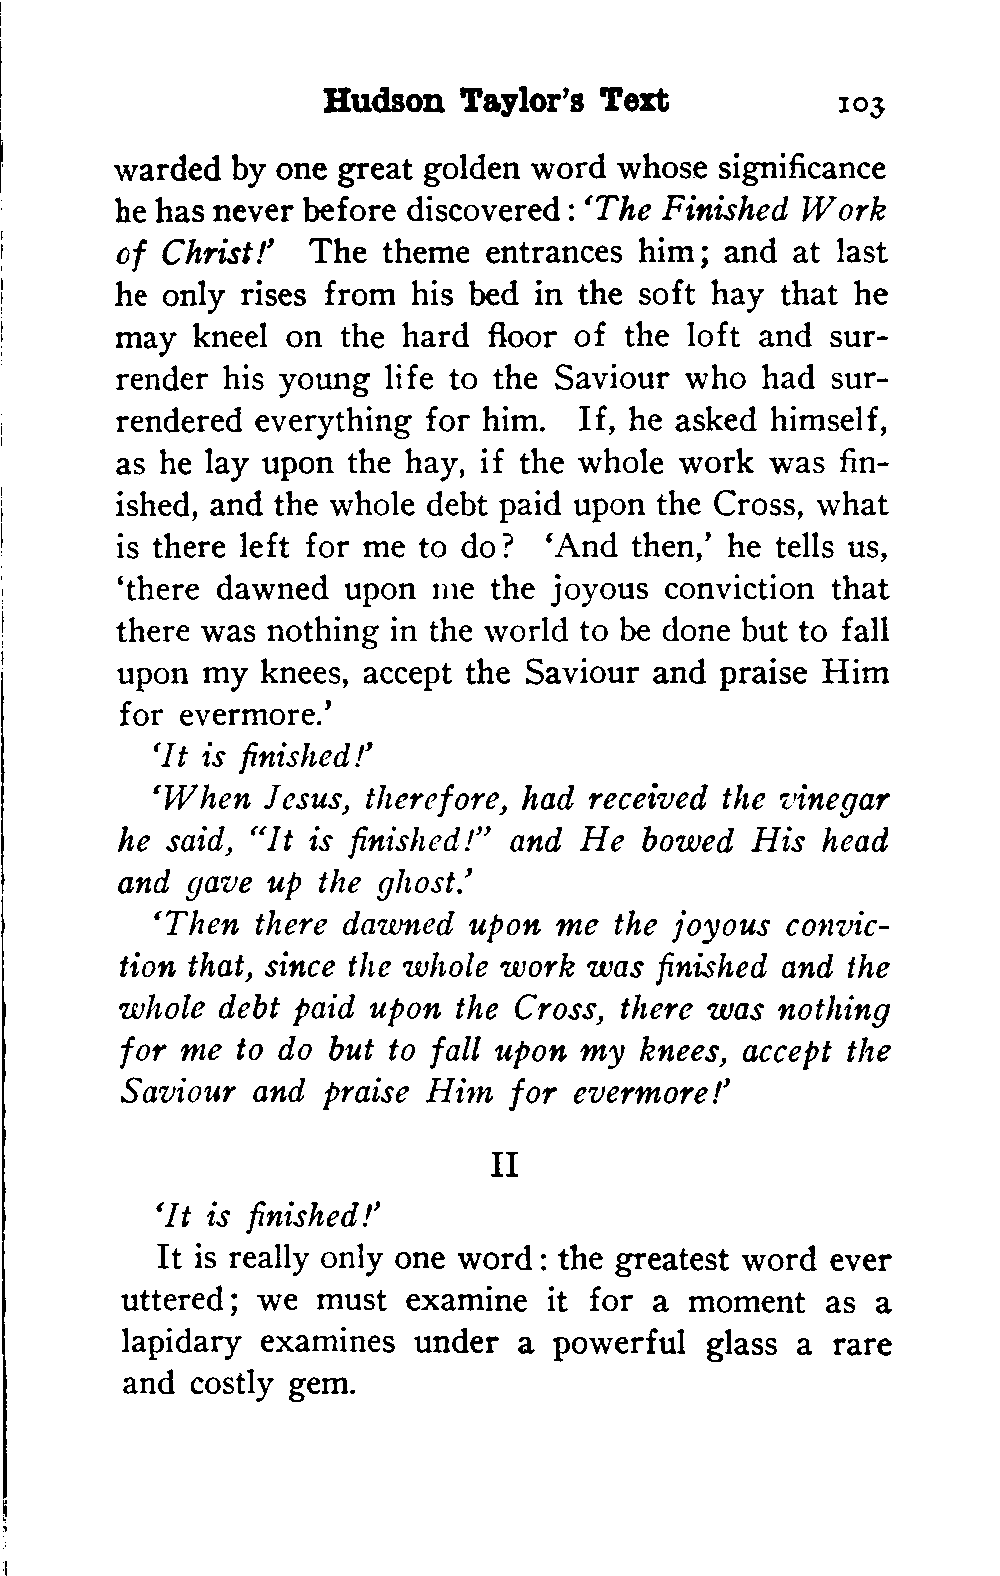 Hudson Taylor's Text 103
warded by one great golden word whose significance
he has never before discovered: 'The Finished Work
of Christ!' The theme entrances him; and at last
he only rises from his bed in the soft hay that he
may kneel on the hard floor of the loft and sur-
render his young life to the Saviour who had sur-
rendered everything for him. If, he asked himself,
as he lay upon the hay, if the whole work was fin-
ished, and the whole debt paid upon the Cross, what
is there left for me to do? 'And then,' he tells us,
'there dawned upon me the joyous conviction that
there was nothing in the world to be done but to fall
upon my knees, accept the Saviour and praise Him
for evermore.'
'It is finished!'
'When Jesus, therefore, had received the vinegar
he said, "It is finished!" and He bowed His head
and gave up the ghost.'
'Then there dawned upon me the joyous convic-
tion that, since the whole work was finished and the
whole debt paid upon the Cross, there was nothing
for me to do but to fall upon my knees, accept the
Saviour and praise Him for evermore!'
II
'It is finished!'
It is really only one word: the greatest word ever
uttered; we must examine it for a moment as a
lapidary examines under a powerful glass a rare
and costly gem.